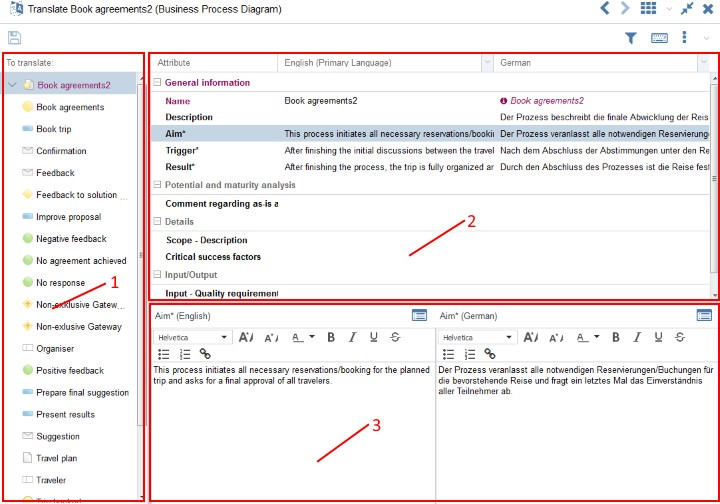 Translate Book agreements2 (Business Process Diagram)
To translate:
Book agreements2
Book agreements
Book trip
Confiirmation
Feedback
Feedback to solution ...
Improve proposal
Negative feedback
No agreement achieved
No response
1
Non-exklusive Gatew...
Non-exlusive Gateway
Organiser
Positive feedback
Prepare final suggestion
Present results
Suggestion
Travel plan
Traveler
Attribute English (Primary Language) German
General information
Name Book agreements2 Book agreements2
Description Der Prozess beschreibt die finale Abwicklung der Reis
Aim* This process initiates all necessary reservations/bookin Der Prozess veranlasst alle notwendigen Reservierunge
Trigger* After finishing the initial discussions between the travel Nach dem Abschluss der Abstimmungen unter den Re
Result* After finishing the process, the trip is fully organized ar Durch den Abschluss des Prozesses ist die Reise fest
Potential and maturity analysis
Comment regarding as-is a
Details
Scope - Description
2
Critical success factors
Input/Output
Input - Quality requirement
Aim* (English)
Helvetica
B I U S
This process initiates all necessary reservations/booking for the planned
trip and asks for a final approval of all travelers.
3
Aim* (German)
Helvetica
B I U S
Der Prozess veranlasst alle notwendigen Reservierungen/Buchungen für
die bevorstehende Reise und fragt ein letztes Mal das Einverständnis
aller Teilnehmer ab.